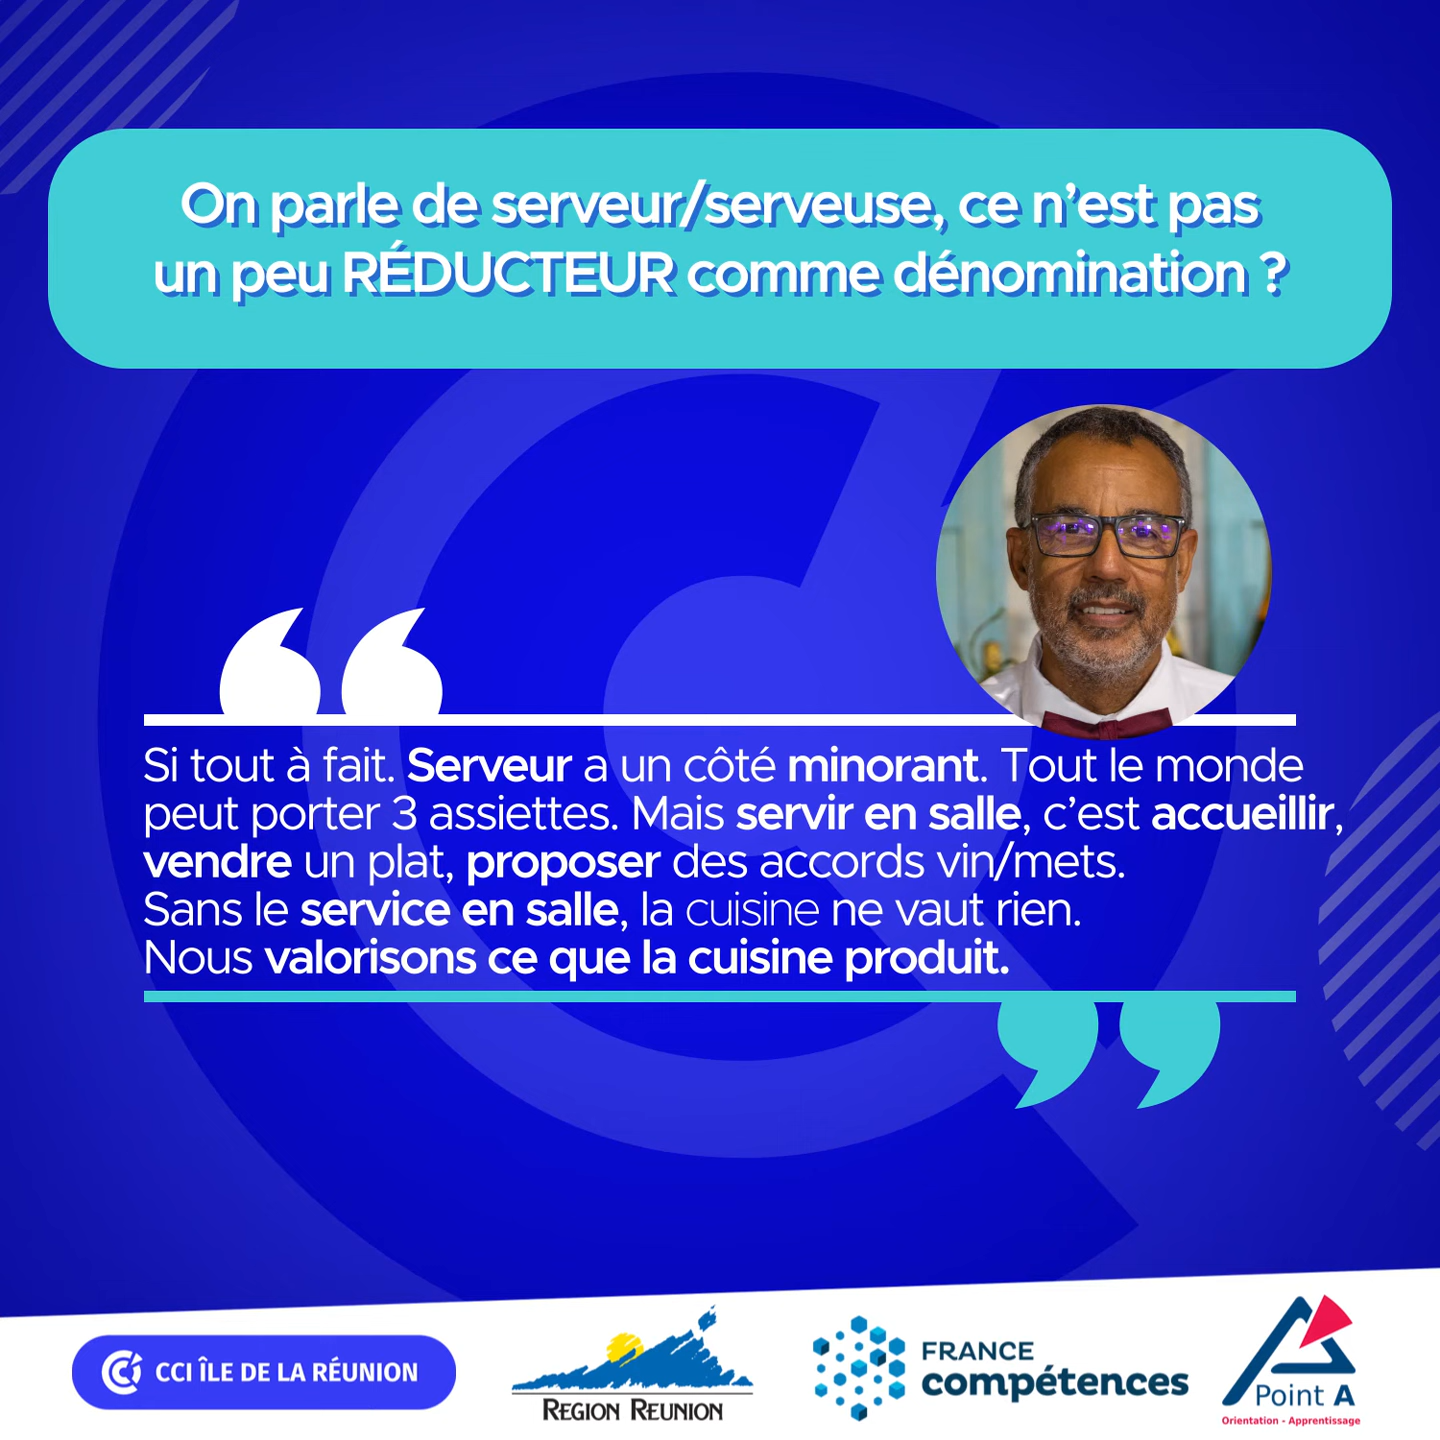 On parle de serveur/serveuse, ce n’est pas
un peu RÉDUCTEUR comme dénomination ?
Si tout à fait. Serveur a un côté minorant. Tout le monde
peut porter 3 assiettes. Mais servir en salle, c’est accueillir,
vendre un plat, proposer des accords vin/mets.
Sans le service en salle, la cuisine ne vaut rien.
Nous valorisons ce que la cuisine produit.
CCI ÎLE DE LA RÉUNION
REGION REUNION
FRANCE
compétences
Point A
Orientation - Apprentissage